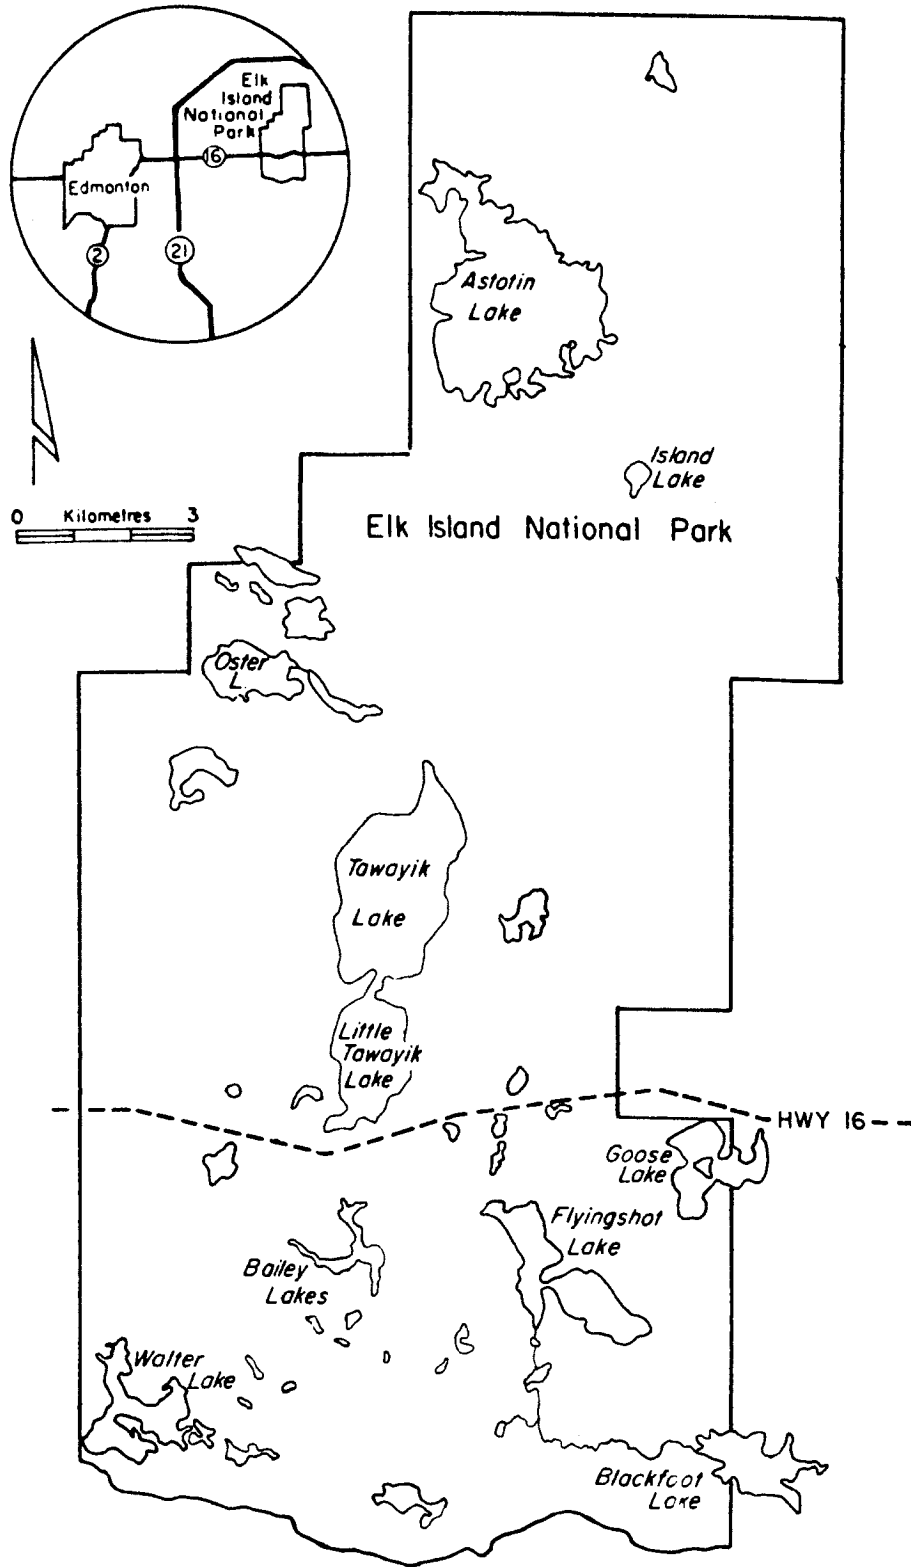 Elk
Island
National
Park
16
Edmonton
2
21
Astotin
Lake
Island
Lake
0 Kilometres 3
Elk Island National Park
Oster
L.
Tawayik
Lake
Little
Tawayik
Lake
HWY 16
Goose
Lake
Flyingshot
Lake
Bailey
Lakes
Walter
Lake
Blackfoot
Lake